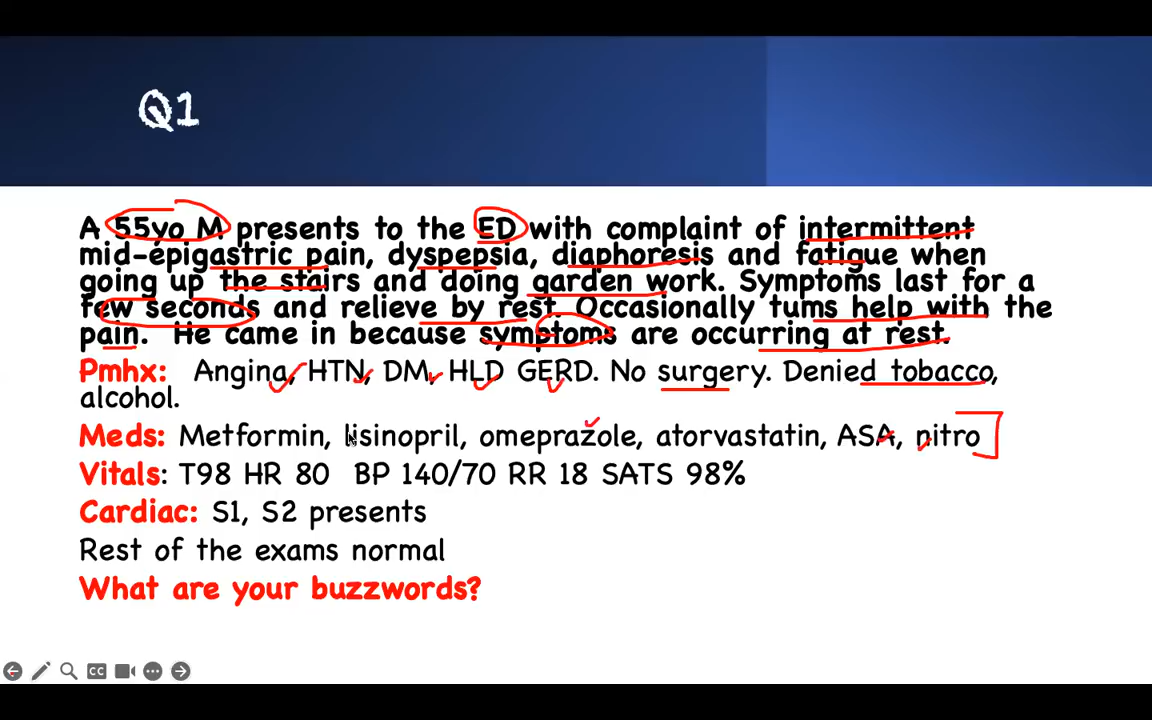 Q1
A 55yo M presents to the ED with complaint of intermittent
mid-epigastric pain, dyspepsia, diaphoresis and fatigue when
going up the stairs and doing garden work. Symptoms last for a
few seconds and relieve by rest. Occasionally tums help with the
pain. He came in because symptoms are occurring at rest.
Pmhx: Angina, HTN, DM, HLD GERD. No surgery. Denied tobacco,
alcohol.
Meds: Metformin, lisinopril, omeprazole, atorvastatin, ASA, nitro
Vitals: T98 HR 80 BP 140/70 RR 18 SATS 98%
Cardiac: S1, S2 presents
Rest of the exams normal
What are your buzzwords?
CC